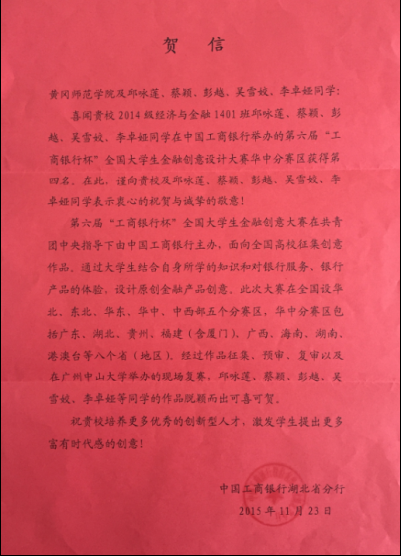 贺 信
黄冈师范学院及邱咏莲、蔡颖、彭越、吴雪姣、李卓娅同学:
喜闻贵校2014级经济与金融1401班邱咏莲、蔡颖、彭
越、吴雪姣、李卓娅同学在中国工商银行举办的第六届“工
商银行杯”全国大学生金融创意设计大赛华中分赛区获得第
四名。在此，谨向贵校及邱咏莲、蔡颖、彭越、吴雪姣、李
卓娅同学表示衷心的祝贺与诚挚的敬意!
第六届“工商银行杯”全国大学生金融创意大赛在共青
团中央指导下由中国工商银行主办，面向全国高校征集创意
作品，通过大学生结合自身所学的知识和对银行服务、银行
产品的体验，设计原创金融产品创意。此次大赛在全国设华
北、东北、华东、华中、中西部五个分赛区，华中分赛区包
括广东、湖北、贵州、福建（含厦门）、广西、海南、湖南、
港澳台等八个省（地区）。经过作品征集、预审、复审以及
在广州中山大学举办的现场复赛，邱咏莲、蔡颖、彭越、吴
雪姣、李卓娅等同学的作品脱颖而出可喜可贺。
祝贵校培养更多优秀的创新型人才，激发学生提出更多
富有时代感的创意!
中国工商银行湖北省分行
2015年11月23日